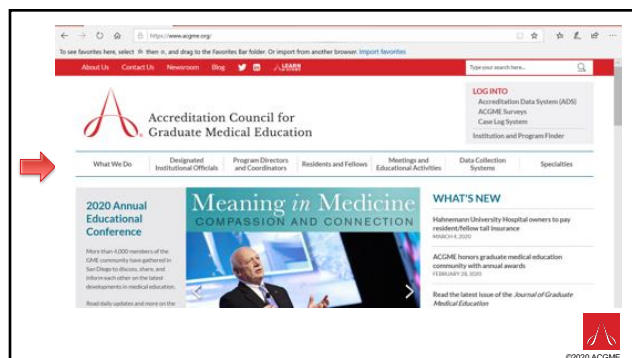 https://www.acgme.org/
To see favorites here, select then, and drag to the Favorites Bar folder. Or import from another browser. Import favorites
About Us Contact Us Newsroom Blog LEARN
Type your search here...
LOG INTO
Accreditation Data System (ADS)
ACGME Surveys
Case Log System
Institution and Program Finder
Accreditation Council for
Graduate Medical Education
What We Do
Designated
Institutional Officials
Program Directors
and Coordinators
Residents and Fellows
Meetings and
Educational Activities
Data Collection
Systems
Specialties
2020 Annual
Educational
Conference
More than 4,000 members of the
GME community have gathered in
San Diego to discuss, share, and
inform each other on the latest
developments in medical education.
Read daily updates and more on the
Meaning in Medicine
COMPASSION AND CONNECTION
WHAT'S NEW
Hahnemann University Hospital owners to pay
resident/fellow tail insurance
MARCH 4, 2020
ACGME honors graduate medical education
community with annual awards
FEBRUARY 28, 2020
Read the latest issue of the Journal of Graduate
Medical Education
©2020 ACGME